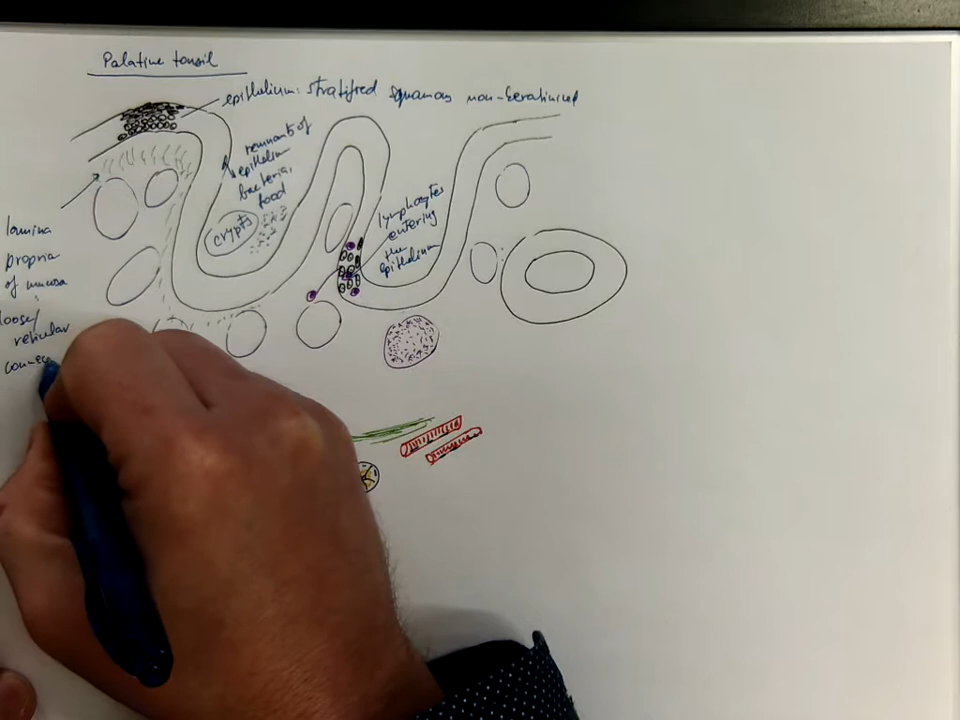 Palatine tonsil
epithelium: stratified squamous non-keratinized
remnants of
epithelium
bacteria,
food
crypts
lymphocytes
entering
the
epithelium
lamina
propria
of mucosa
loose/
reticular
connec